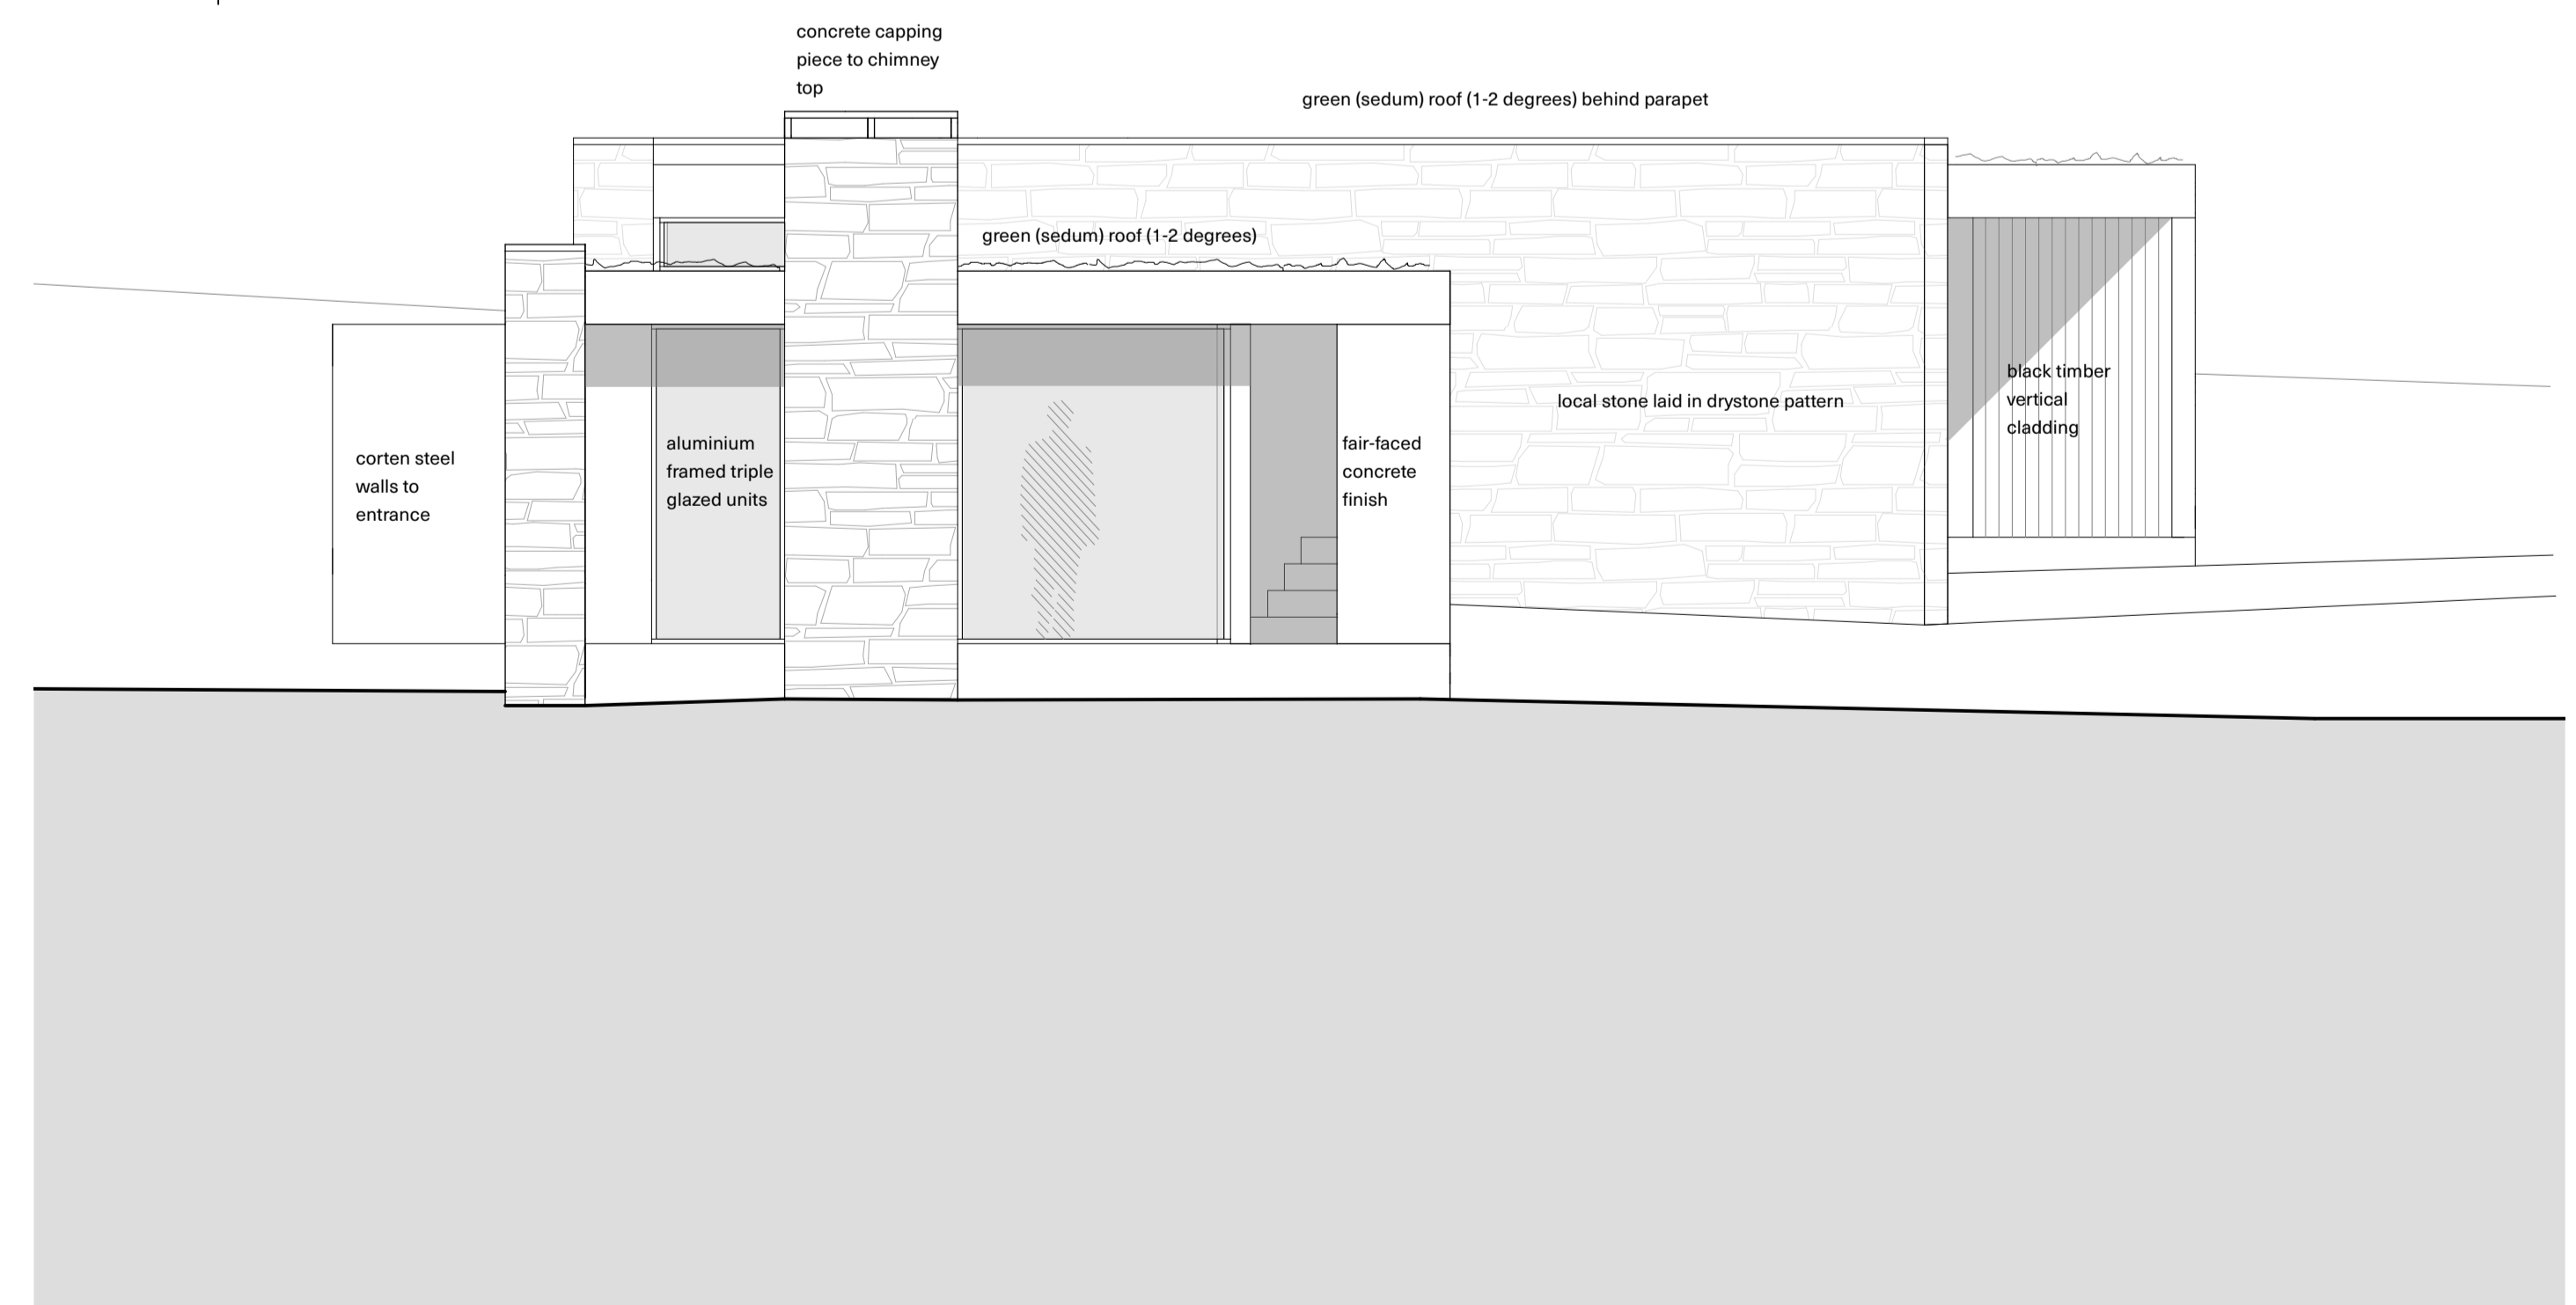 concrete capping
piece to chimney
top
green (sedum) roof (1-2 degrees) behind parapet
green (sedum) roof (1-2 degrees)
black timber
vertical
cladding
local stone laid in drystone pattern
corten steel
walls to
entrance
aluminium
framed triple
glazed units
fair-faced
concrete
finish